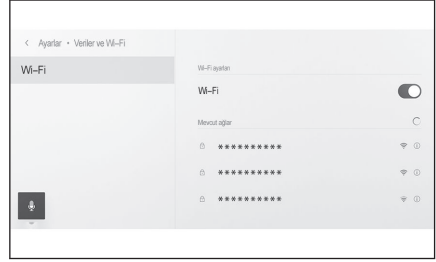 < Ayarlar • Veriler ve Wi-Fi
Wi-Fi
Wi-Fi ayarları
Wi-Fi
Mevcut ağlar
**********
**********
**********